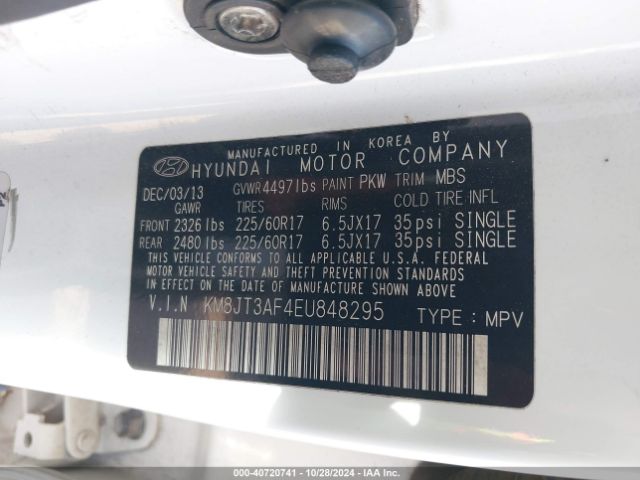 MANUFACTURED IN KOREA BY
HYUNDAI MOTOR COMPANY
DEC/03/13 GVWR4497lbs PAINT PKW TRIM MBS
GAWR TIRES RIMS COLD TIRE INFL
FRONT 2326 lbs 225/60R17 6.5JX17 35psi SINGLE
REAR 2480 lbs 225/60R17 6.5JX17 35psi SINGLE
THIS VEHICLE CONFORMS TO ALL APPLICABLE U.S.A. FEDERAL
MOTOR VEHICLE SAFETY AND THEFT PREVENTION STANDARDS
IN EFFECT ON THE DATE OF MANUFACTURE SHOWN ABOVE.
V.I.N KM8JT3AF4EU848295 TYPE : MPV
000-40720741 - 10/28/2024 - IAA Inc.